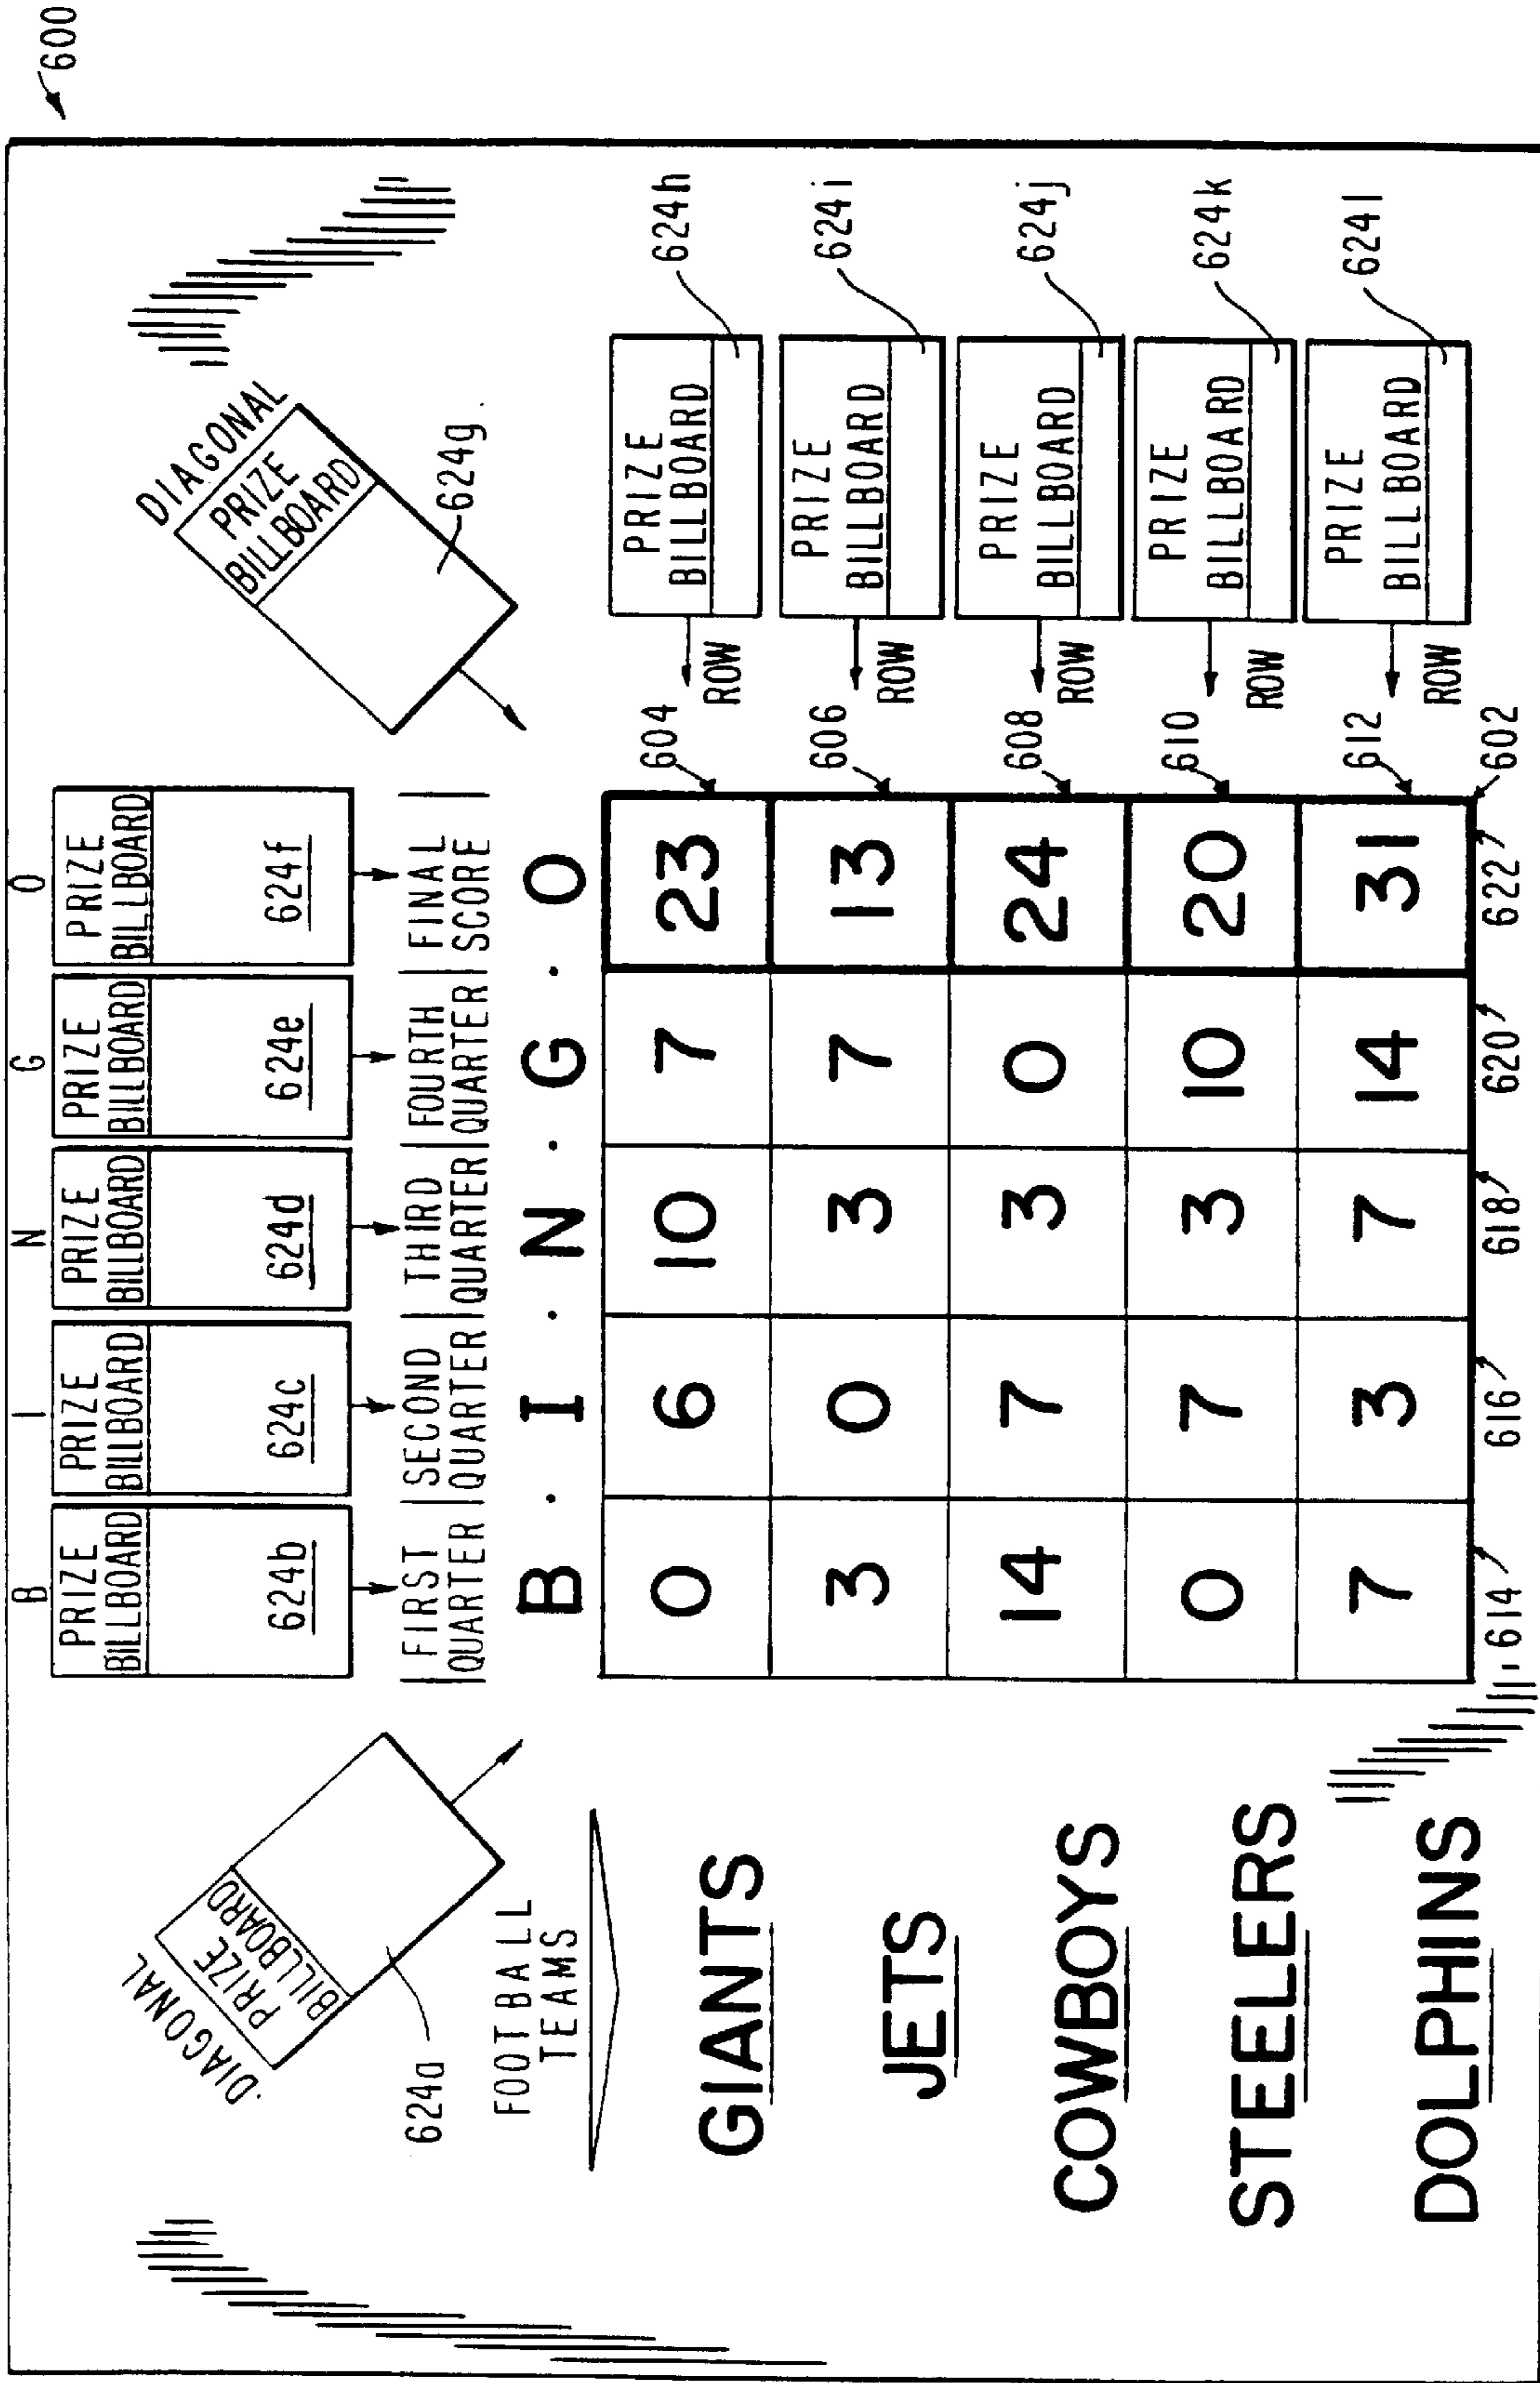 600
B I N G O
PRIZE BILLBOARD PRIZE BILLBOARD PRIZE BILLBOARD PRIZE BILLBOARD PRIZE BILLBOARD
624b 624c 624d 624e 624f
DIAGONAL
PRIZE
BILLBOARD
624a
DIAGONAL
PRIZE
BILLBOARD
624g
FIRST QUARTER SECOND QUARTER THIRD QUARTER FOURTH QUARTER FINAL SCORE
FOOTBALL
TEAMS
B . I . N . G . O
GIANTS 0 6 10 7 23 604 ROW PRIZE BILLBOARD 624h
JETS 3 0 3 7 13 606 ROW PRIZE BILLBOARD 624i
COWBOYS 14 7 3 0 24 608 ROW PRIZE BILLBOARD 624j
STEELERS 0 7 3 10 20 610 ROW PRIZE BILLBOARD 624k
DOLPHINS 7 3 7 14 31 612 ROW PRIZE BILLBOARD 624l
614 616 618 620 622 602